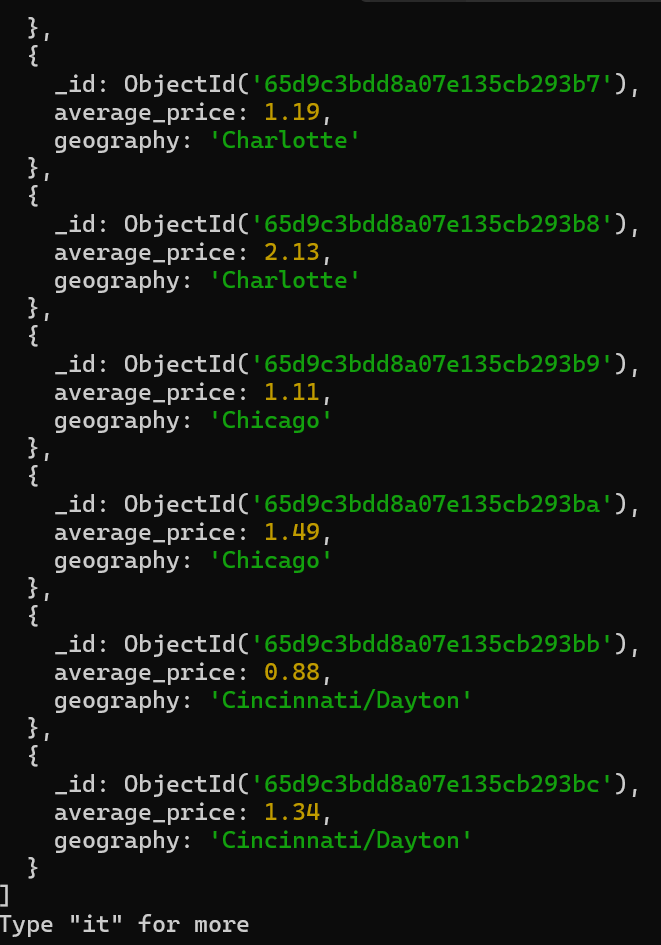 },
  {
    _id: ObjectId('65d9c3bdd8a07e135cb293b7'),
    average_price: 1.19,
    geography: 'Charlotte'
  },
  {
    _id: ObjectId('65d9c3bdd8a07e135cb293b8'),
    average_price: 2.13,
    geography: 'Charlotte'
  },
  {
    _id: ObjectId('65d9c3bdd8a07e135cb293b9'),
    average_price: 1.11,
    geography: 'Chicago'
  },
  {
    _id: ObjectId('65d9c3bdd8a07e135cb293ba'),
    average_price: 1.49,
    geography: 'Chicago'
  },
  {
    _id: ObjectId('65d9c3bdd8a07e135cb293bb'),
    average_price: 0.88,
    geography: 'Cincinnati/Dayton'
  },
  {
    _id: ObjectId('65d9c3bdd8a07e135cb293bc'),
    average_price: 1.34,
    geography: 'Cincinnati/Dayton'
  }
]
Type "it" for more